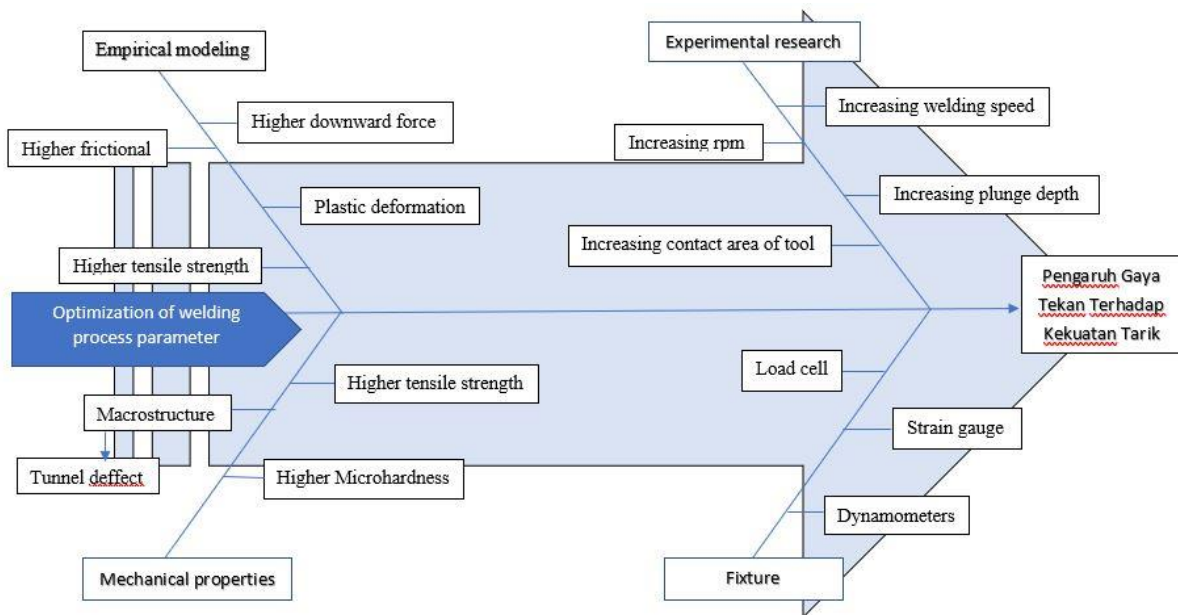 Empirical modeling
Experimental research
Higher downward force
Increasing welding speed
Higher frictional
Increasing rpm
Plastic deformation
Increasing plunge depth
Increasing contact area of tool
Higher tensile strength
Optimization of welding
process parameter
Pengaruh Gaya
Tekan Terhadap
Kekuatan Tarik
Higher tensile strength
Load cell
Macrostructure
Strain gauge
Tunnel deffect
Higher Microhardness
Dynamometers
Mechanical properties
Fixture